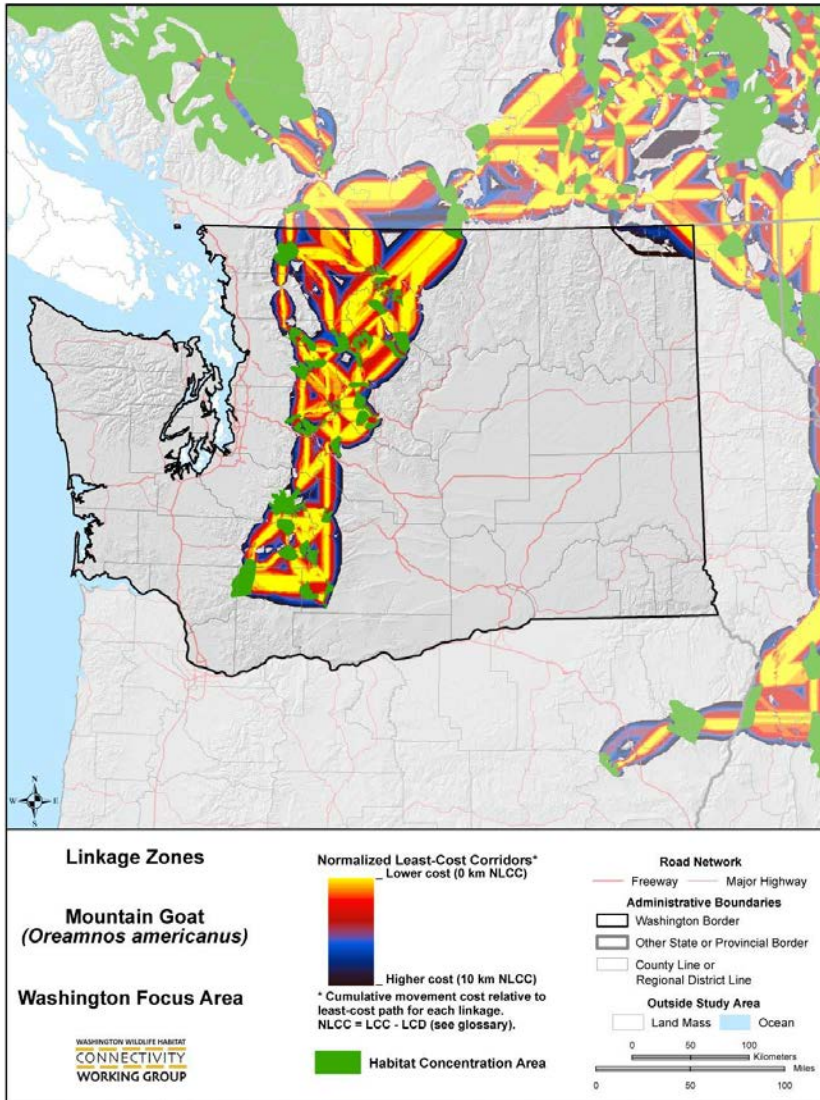 N
W E
S
Linkage Zones
Mountain Goat
(Oreamnos americanus)
Washington Focus Area
WASHINGTON WILDLIFE HABITAT
CONNECTIVITY
WORKING GROUP
Normalized Least-Cost Corridors*
_ Lower cost (0 km NLCC)
_ Higher cost (10 km NLCC)
* Cumulative movement cost relative to
least-cost path for each linkage.
NLCC = LCC - LCD (see glossary).
Habitat Concentration Area
Road Network
Freeway Major Highway
Administrative Boundaries
Washington Border
Other State or Provincial Border
County Line or
Regional District Line
Outside Study Area
Land Mass Ocean
0 50 100
Kilometers
Miles
0 50 100